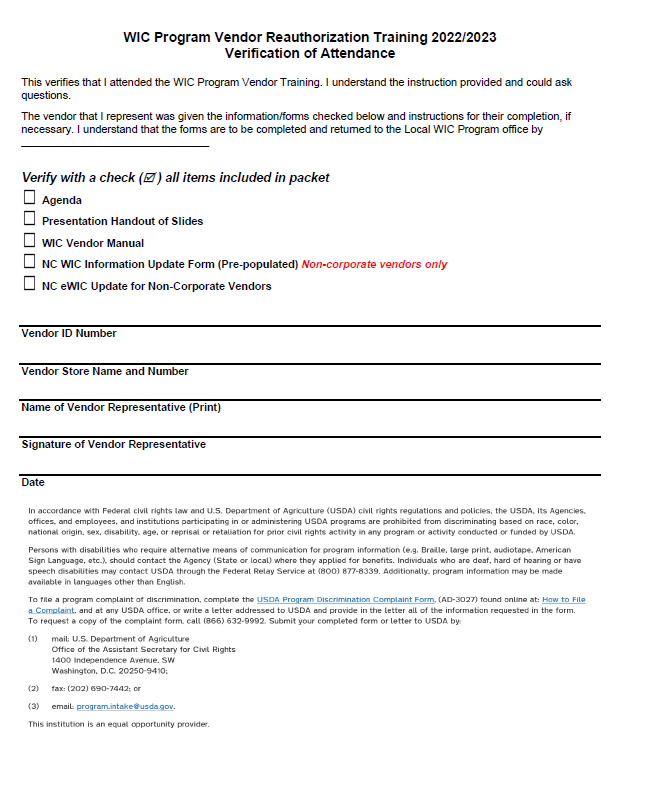 WIC Program Vendor Reauthorization Training 2022/2023
Verification of Attendance
This verifies that I attended the WIC Program Vendor Training. I understand the instruction provided and could ask
questions.
The vendor that I represent was given the information/forms checked below and instructions for their completion, if
necessary. I understand that the forms are to be completed and returned to the Local WIC Program office by
Verify with a check (☑) all items included in packet
☐ Agenda
☐ Presentation Handout of Slides
☐ WIC Vendor Manual
☐ NC WIC Information Update Form (Pre-populated) Non-corporate vendors only
☐ NC eWIC Update for Non-Corporate Vendors
Vendor ID Number
Vendor Store Name and Number
Name of Vendor Representative (Print)
Signature of Vendor Representative
Date
In accordance with Federal civil rights law and U.S. Department of Agriculture (USDA) civil rights regulations and policies, the USDA, its Agencies,
offices, and employees, and institutions participating in or administering USDA programs are prohibited from discriminating based on race, color,
national origin, sex, disability, age, or reprisal or retaliation for prior civil rights activity in any program or activity conducted or funded by USDA.
Persons with disabilities who require alternative means of communication for program information (e.g. Braille, large print, audiotape, American
Sign Language, etc.), should contact the Agency (State or local) where they applied for benefits. Individuals who are deaf, hard of hearing or have
speech disabilities may contact USDA through the Federal Relay Service at (800) 877-8339. Additionally, program information may be made
available in languages other than English.
To file a program complaint of discrimination, complete the USDA Program Discrimination Complaint Form, (AD-3027) found online at: How to File
a Complaint, and at any USDA office, or write a letter addressed to USDA and provide in the letter all of the information requested in the form.
To request a copy of the complaint form, call (866) 632-9992. Submit your completed form or letter to USDA by:
(1) mail: U.S. Department of Agriculture
Office of the Assistant Secretary for Civil Rights
1400 Independence Avenue, SW
Washington, D.C. 20250-9410;
(2) fax: (202) 690-7442; or
(3) email: program.intake@usda.gov.
This institution is an equal opportunity provider.